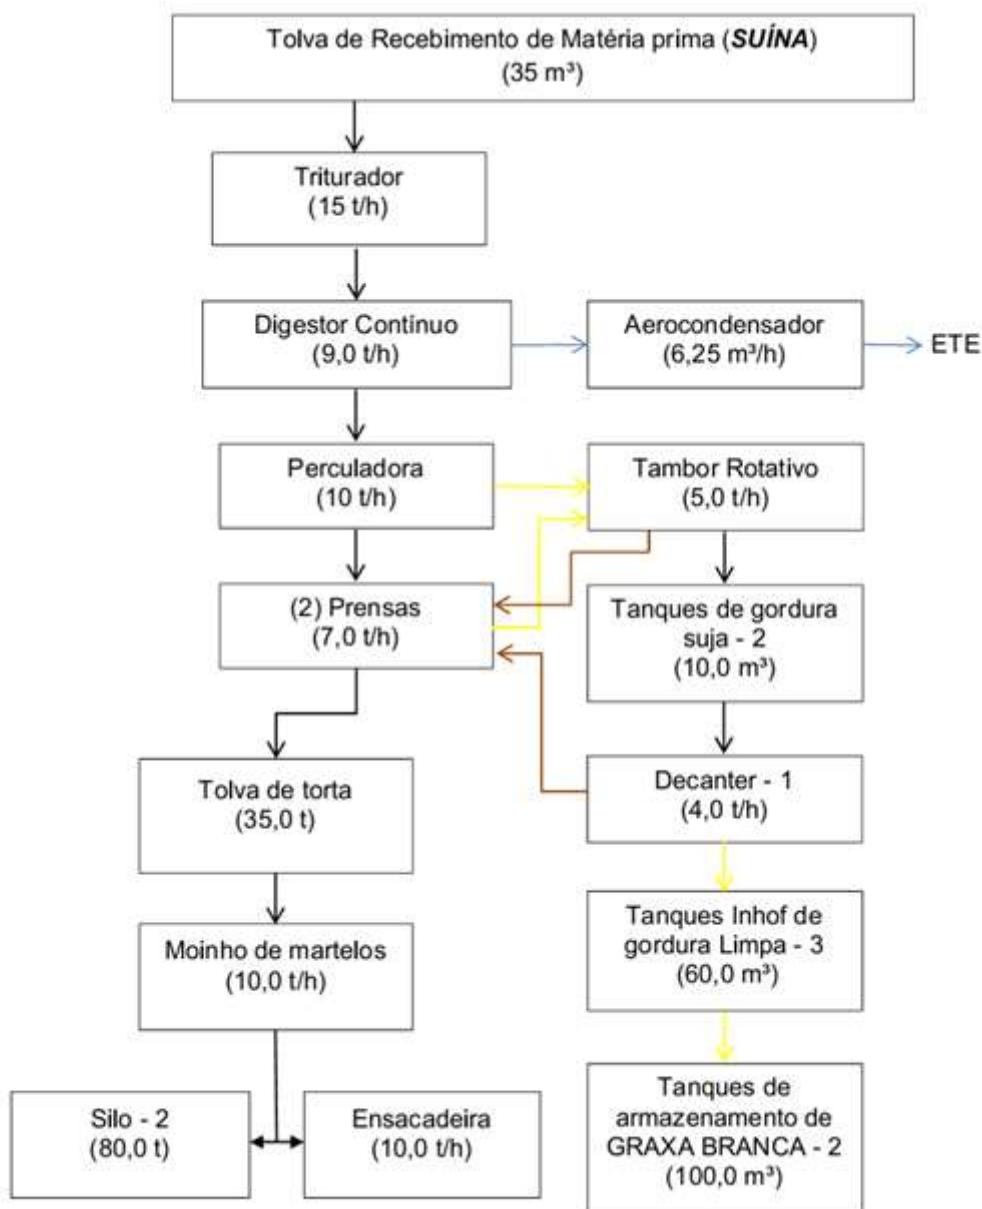 Tolva de Recebimento de Matéria prima (SUÍNA)
(35 m³)
Triturador
(15 t/h)
Digestor Continuo
(9,0 t/h)
Aerocondensador
(6,25 m³/h)
ETE
Perculadora
(10 t/h)
Tambor Rotativo
(5,0 t/h)
(2) Prensas
(7,0 t/h)
Tanques de gordura
suja - 2
(10,0 m³)
Tolva de torta
(35,0 t)
Decanter - 1
(4,0 t/h)
Moinho de martelos
(10,0 t/h)
Tanques Inhof de
gordura Limpa - 3
(60,0 m³)
Silo - 2
(80,0 t)
Ensacadeira
(10,0 t/h)
Tanques de
armazenamento de
GRAXA BRANCA - 2
(100,0 m³)